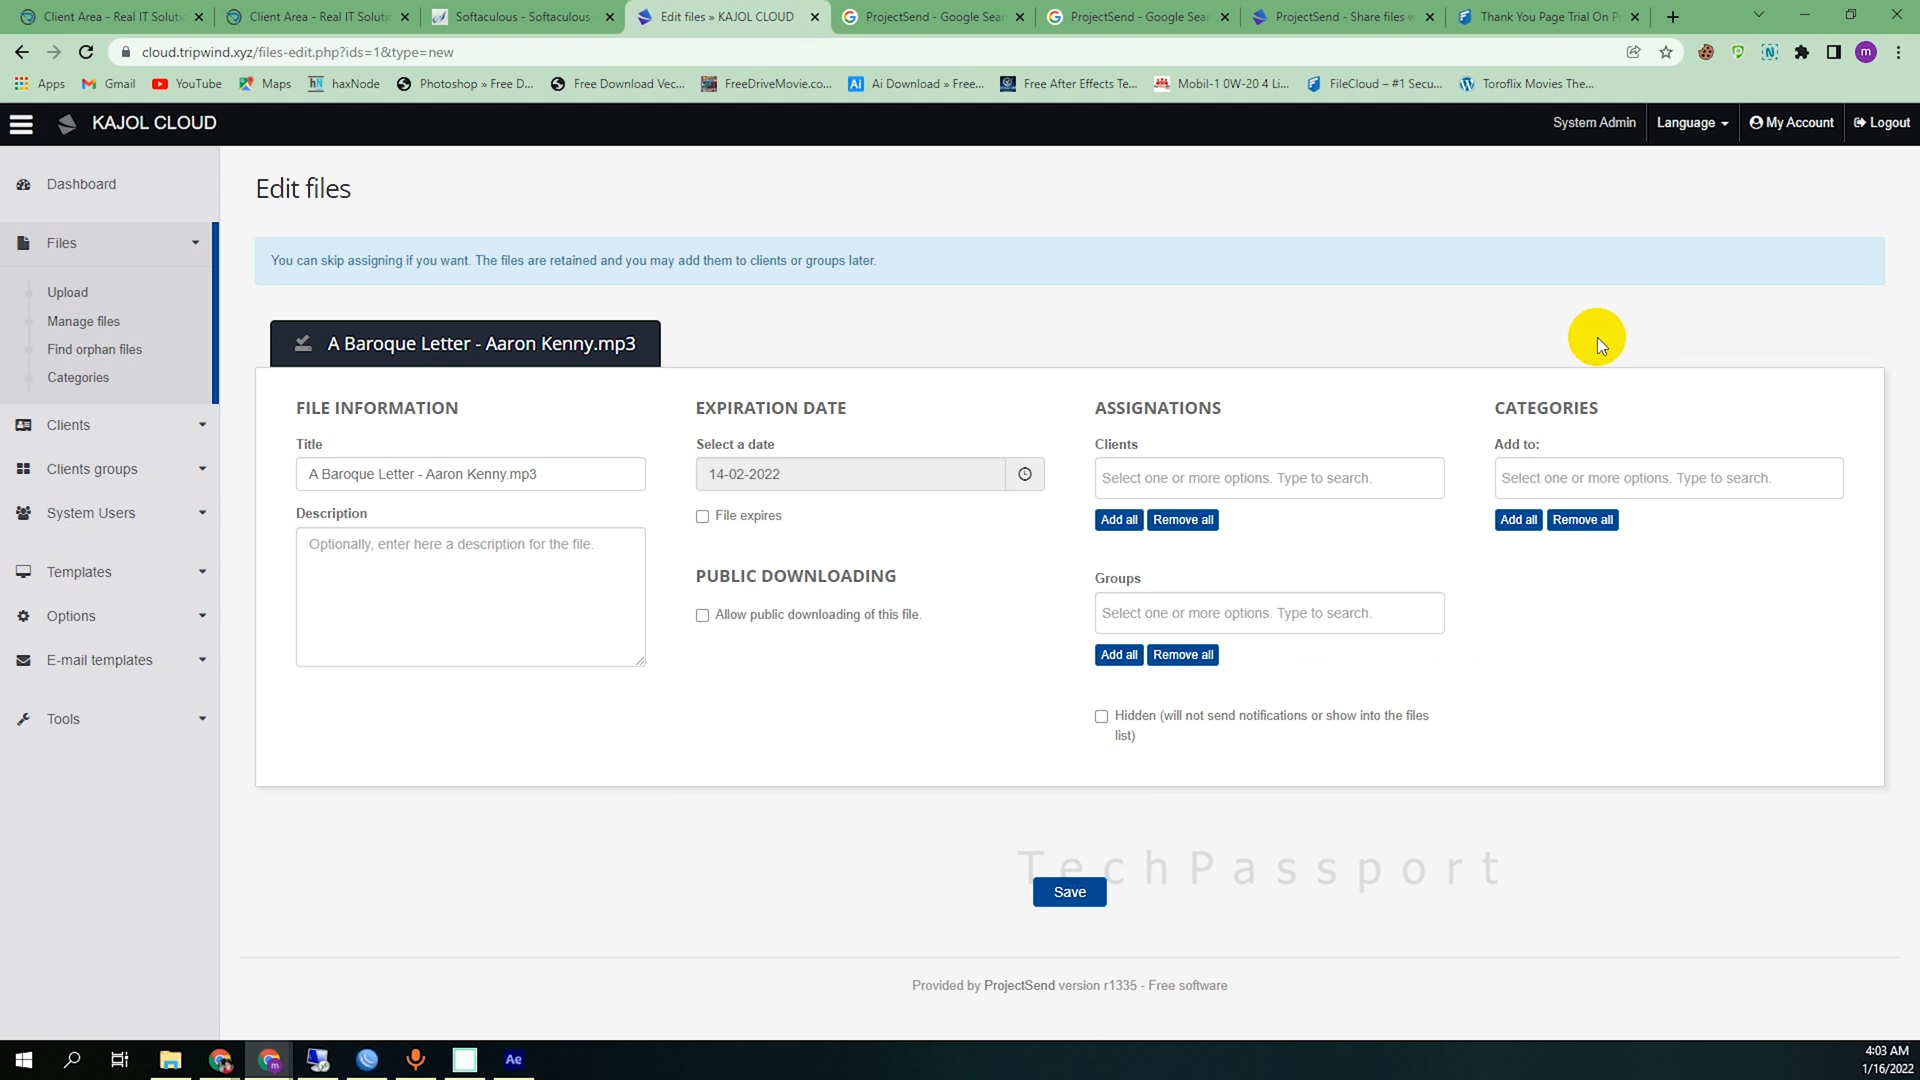 Client Area - Real IT Soluti
Client Area - Real IT Soluti
Softaculous - Softaculous
Edit files » KAJOL CLOUD
ProjectSend - Google Sear
ProjectSend - Google Sear
ProjectSend - Share files w
Thank You Page Trial On P
cloud.tripwind.xyz/files-edit.php?ids=1&type=new
m
Apps
Gmail
YouTube
Maps
haxNode
Photoshop » Free D...
Free Download Vec...
FreeDriveMovie.co...
Ai Download » Free...
Free After Effects Te...
Mobil-1 0W-20 4 Li...
FileCloud – #1 Secu...
Toroflix Movies The...
KAJOL CLOUD
System Admin
Language
My Account
Logout
Dashboard
Files
Upload
Manage files
Find orphan files
Categories
Clients
Clients groups
System Users
Templates
Options
E-mail templates
Tools
Edit files
You can skip assigning if you want. The files are retained and you may add them to clients or groups later.
A Baroque Letter - Aaron Kenny.mp3
FILE INFORMATION
Title
A Baroque Letter - Aaron Kenny.mp3
Description
Optionally, enter here a description for the file.
EXPIRATION DATE
Select a date
14-02-2022
File expires
PUBLIC DOWNLOADING
Allow public downloading of this file.
ASSIGNATIONS
Clients
Select one or more options. Type to search.
Add all
Remove all
Groups
Select one or more options. Type to search.
Add all
Remove all
Hidden (will not send notifications or show into the files
list)
CATEGORIES
Add to:
Select one or more options. Type to search.
Add all
Remove all
TechPassport
Save
Provided by ProjectSend version r1335 - Free software
Ae
4:03 AM
1/16/2022